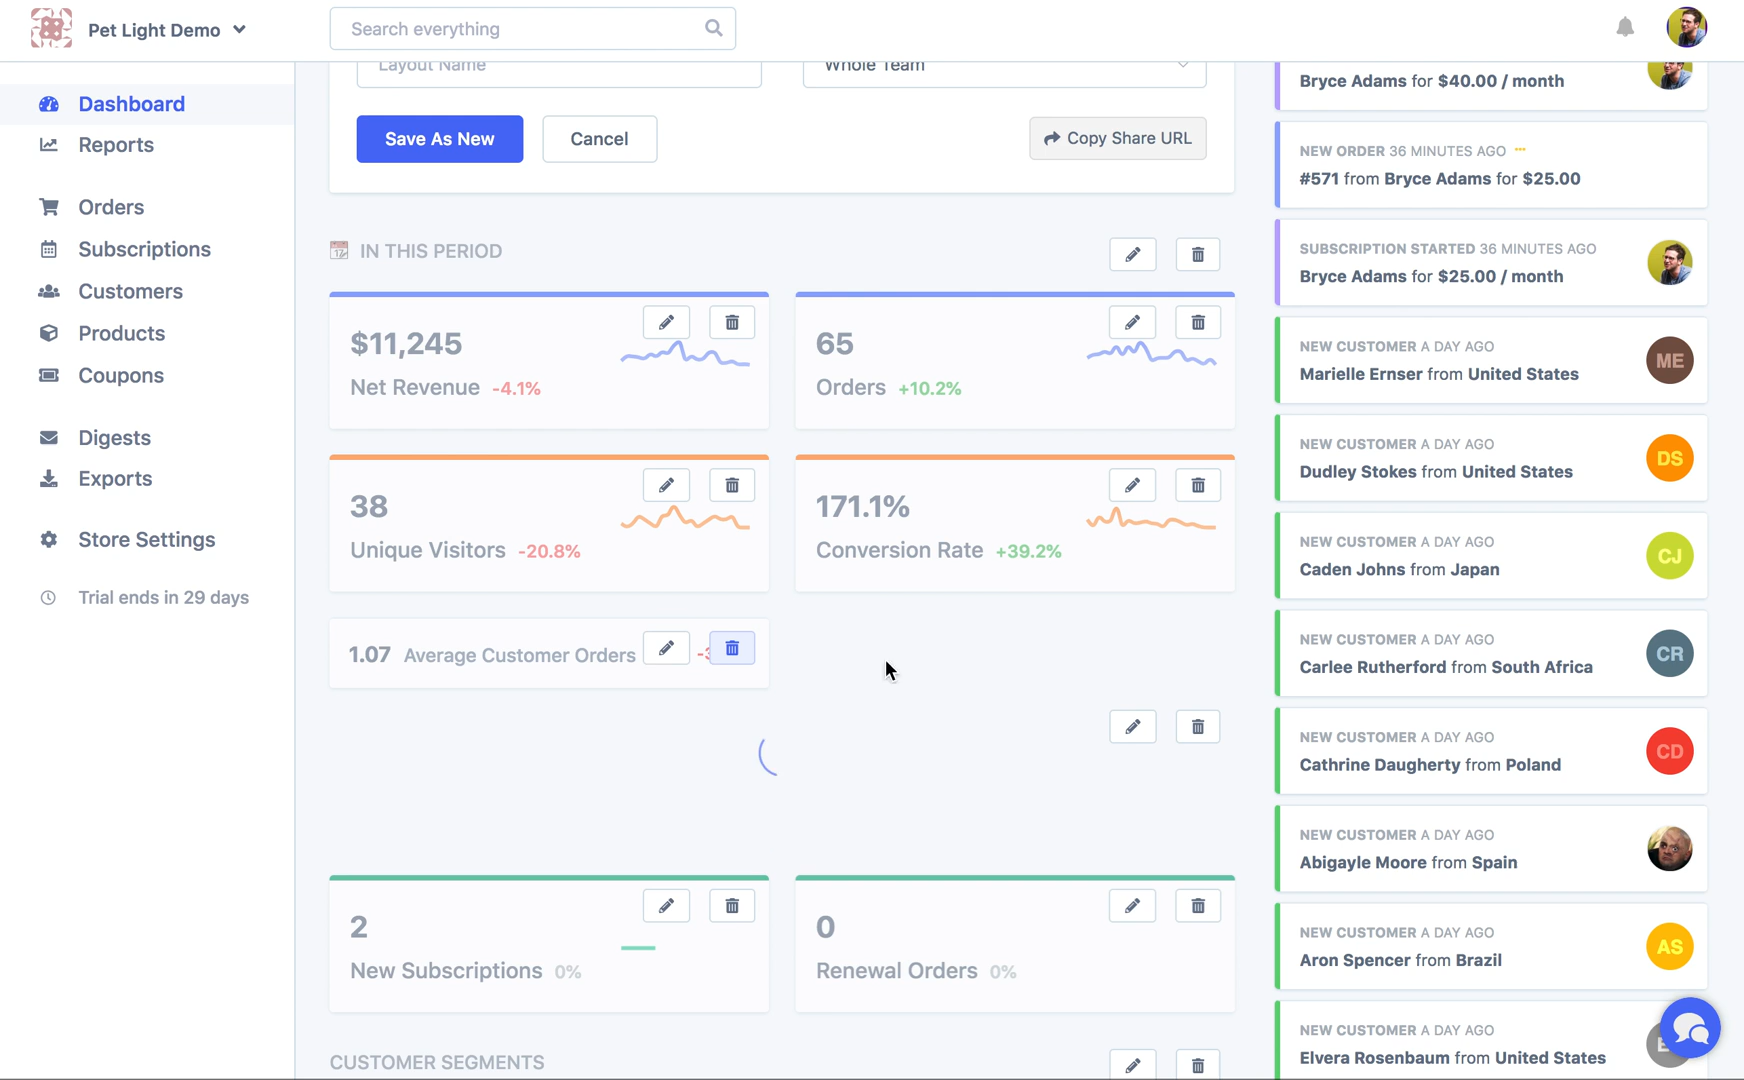 Pet Light Demo
Search everything
Dashboard
Reports
Orders
Subscriptions
Customers
Products
Coupons
Digests
Exports
Store Settings
Trial ends in 29 days
Layout Name
Whole Team
Save As New
Cancel
Copy Share URL
IN THIS PERIOD
$11,245
Net Revenue -4.1%
65
Orders +10.2%
38
Unique Visitors -20.8%
171.1%
Conversion Rate +39.2%
1.07 Average Customer Orders
2
New Subscriptions 0%
0
Renewal Orders 0%
CUSTOMER SEGMENTS
Bryce Adams for $40.00 / month
NEW ORDER 36 MINUTES AGO
#571 from Bryce Adams for $25.00
SUBSCRIPTION STARTED 36 MINUTES AGO
Bryce Adams for $25.00 / month
NEW CUSTOMER A DAY AGO
Marielle Ernser from United States
ME
NEW CUSTOMER A DAY AGO
Dudley Stokes from United States
DS
NEW CUSTOMER A DAY AGO
Caden Johns from Japan
CJ
NEW CUSTOMER A DAY AGO
Carlee Rutherford from South Africa
CR
NEW CUSTOMER A DAY AGO
Cathrine Daugherty from Poland
CD
NEW CUSTOMER A DAY AGO
Abigayle Moore from Spain
NEW CUSTOMER A DAY AGO
Aron Spencer from Brazil
AS
NEW CUSTOMER A DAY AGO
Elvera Rosenbaum from United States